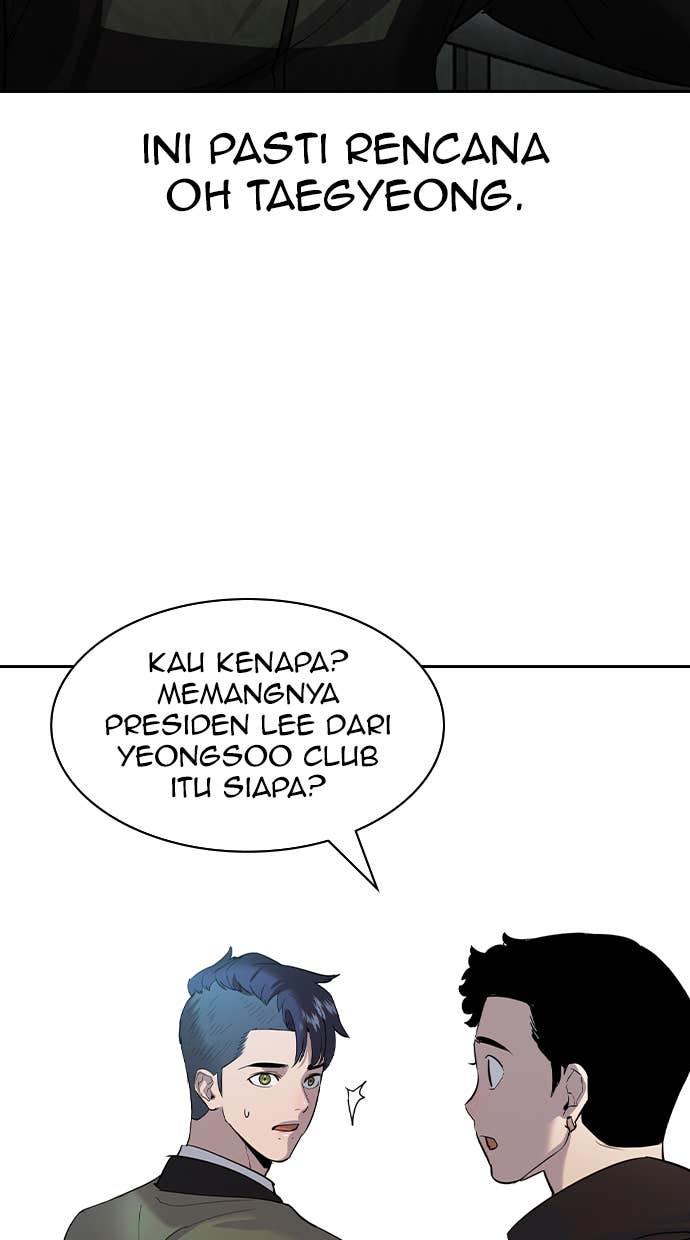 INI PASTI RENCANA
OH TAEGYEONG.
KAU KENAPA?
MEMANGNYA
PRESIDEN LEE DARI
YEONGSOO CLUB
ITU SIAPA?